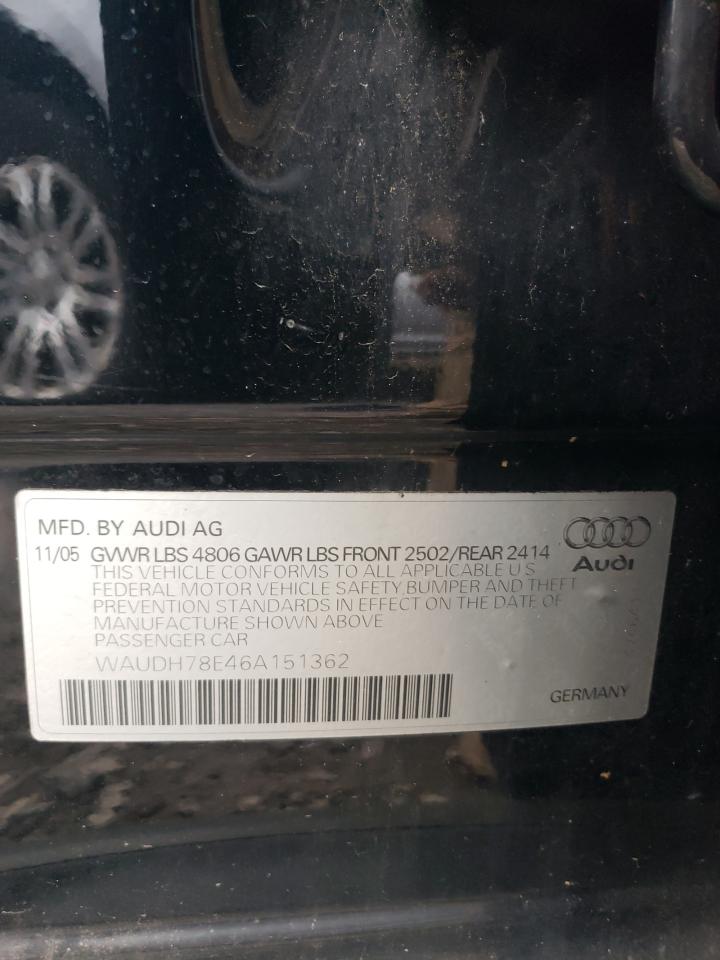 MFD. BY AUDI AG
11/05 GVWR LBS 4806 GAWR LBS FRONT 2502/REAR 2414
THIS VEHICLE CONFORMS TO ALL APPLICABLE U S
FEDERAL MOTOR VEHICLE SAFETY, BUMPER AND THEFT
PREVENTION STANDARDS IN EFFECT ON THE DATE OF
MANUFACTURE SHOWN ABOVE
PASSENGER CAR
WAUDH78E46A151362
Audi
GERMANY